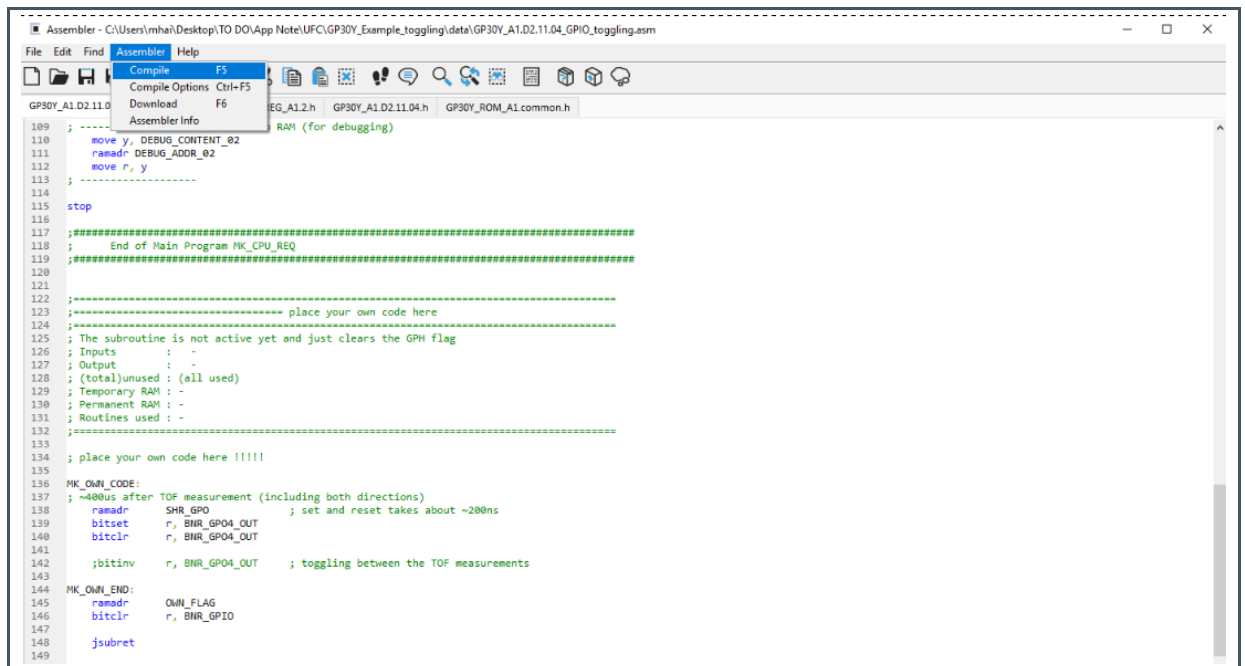 Assembler - C:\Users\mhai\Desktop\TO DO\App Note\UFC\GP30Y_Example_toggling\data\GP30Y_A1.D2.11.04_GPIO_toggling.asm
File Edit Find Assembler Help
Compile F5
Compile Options Ctrl+F5
Download F6
Assembler Info
GP30Y_A1.D2.11.0 EG_A1.2.h GP30Y_A1.D2.11.04.h GP30Y_ROM_A1.common.h
109 ; ----- RAM (for debugging)
110 move y, DEBUG_CONTENT_02
111 ramadr DEBUG_ADDR_02
112 move r, y
113 ; -------------------
114
115 stop
116
117 ;###########################################################################################
118 ; End of Main Program MK_CPU_REQ
119 ;###########################################################################################
120
121
122 ;========================================================================================
123 ;================================== place your own code here
124 ;========================================================================================
125 ; The subroutine is not active yet and just clears the GPH flag
126 ; Inputs : -
127 ; Output : -
128 ; (total)unused : (all used)
129 ; Temporary RAM : -
130 ; Permanent RAM : -
131 ; Routines used : -
132 ;========================================================================================
133
134 ; place your own code here !!!!!
135
136 MK_OWN_CODE:
137 ; ~400us after TOF measurement (including both directions)
138 ramadr SHR_GPO ; set and reset takes about ~200ns
139 bitset r, BNR_GPO4_OUT
140 bitclr r, BNR_GPO4_OUT
141
142 ;bitinv r, BNR_GPO4_OUT ; toggling between the TOF measurements
143
144 MK_OWN_END:
145 ramadr OWN_FLAG
146 bitclr r, BNR_GPIO
147
148 jsubret
149